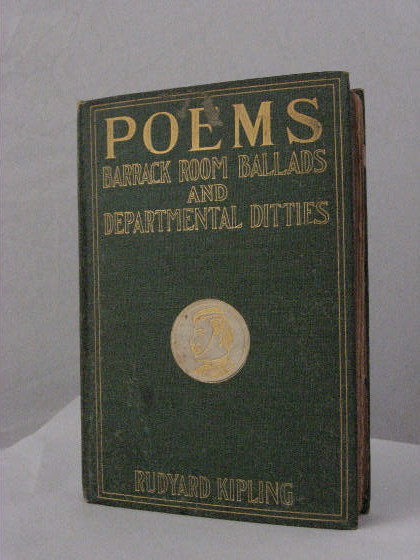 POEMS
BARRACK ROOM BALLADS
AND
DEPARTMENTAL DITTIES
RUDYARD KIPLING